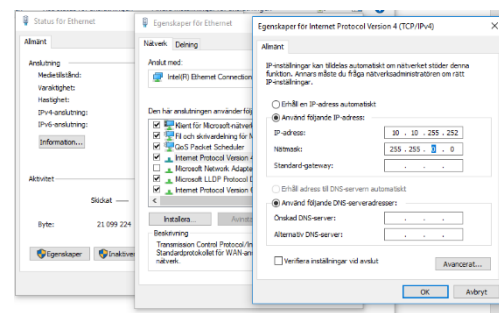 Status för Ethernet
Allmänt
Anslutning
Medietillstånd:
Varaktighet:
Hastighet:
IPv4-anslutning:
IPv6-anslutning:
Information...
Aktivitet
Skickat
Byte:
21 099 224
Egenskaper
Inaktiver
Egenskaper för Ethernet
Nätverk Delning
Anslut med:
Intel(R) Ethernet Connection
Den här anslutningen använder följ
Klient för Microsoft-nätverk
Fil och skrivardelning för M
QoS Packet Scheduler
Internet Protocol Version 4
Microsoft Network Adapte
Microsoft LLDP Protocol D
Internet Protocol Version 6
Installera...
Avinsta
Beskrivning
Transmission Control Protocol/In
Standardprotokollet för WAN-an
nätverk.
Egenskaper för Internet Protocol Version 4 (TCP/IPv4)
Allmänt
IP-inställningar kan tilldelas automatiskt om nätverket stöder denna
funktion. Annars måste du fråga nätverksadministratören om rätt
IP-inställningar.
Erhåll en IP-adress automatiskt
Använd följande IP-adress:
IP-adress:
10 . 10 . 255 . 252
Nätmask:
255 . 255 . 0 . 0
Standard-gateway:
. . .
Erhåll adress till DNS-servern automatiskt
Använd följande DNS-serveradresser:
Önskad DNS-server:
. . .
Alternativ DNS-server:
. . .
Verifiera inställningar vid avslut
Avancerat...
OK
Avbryt